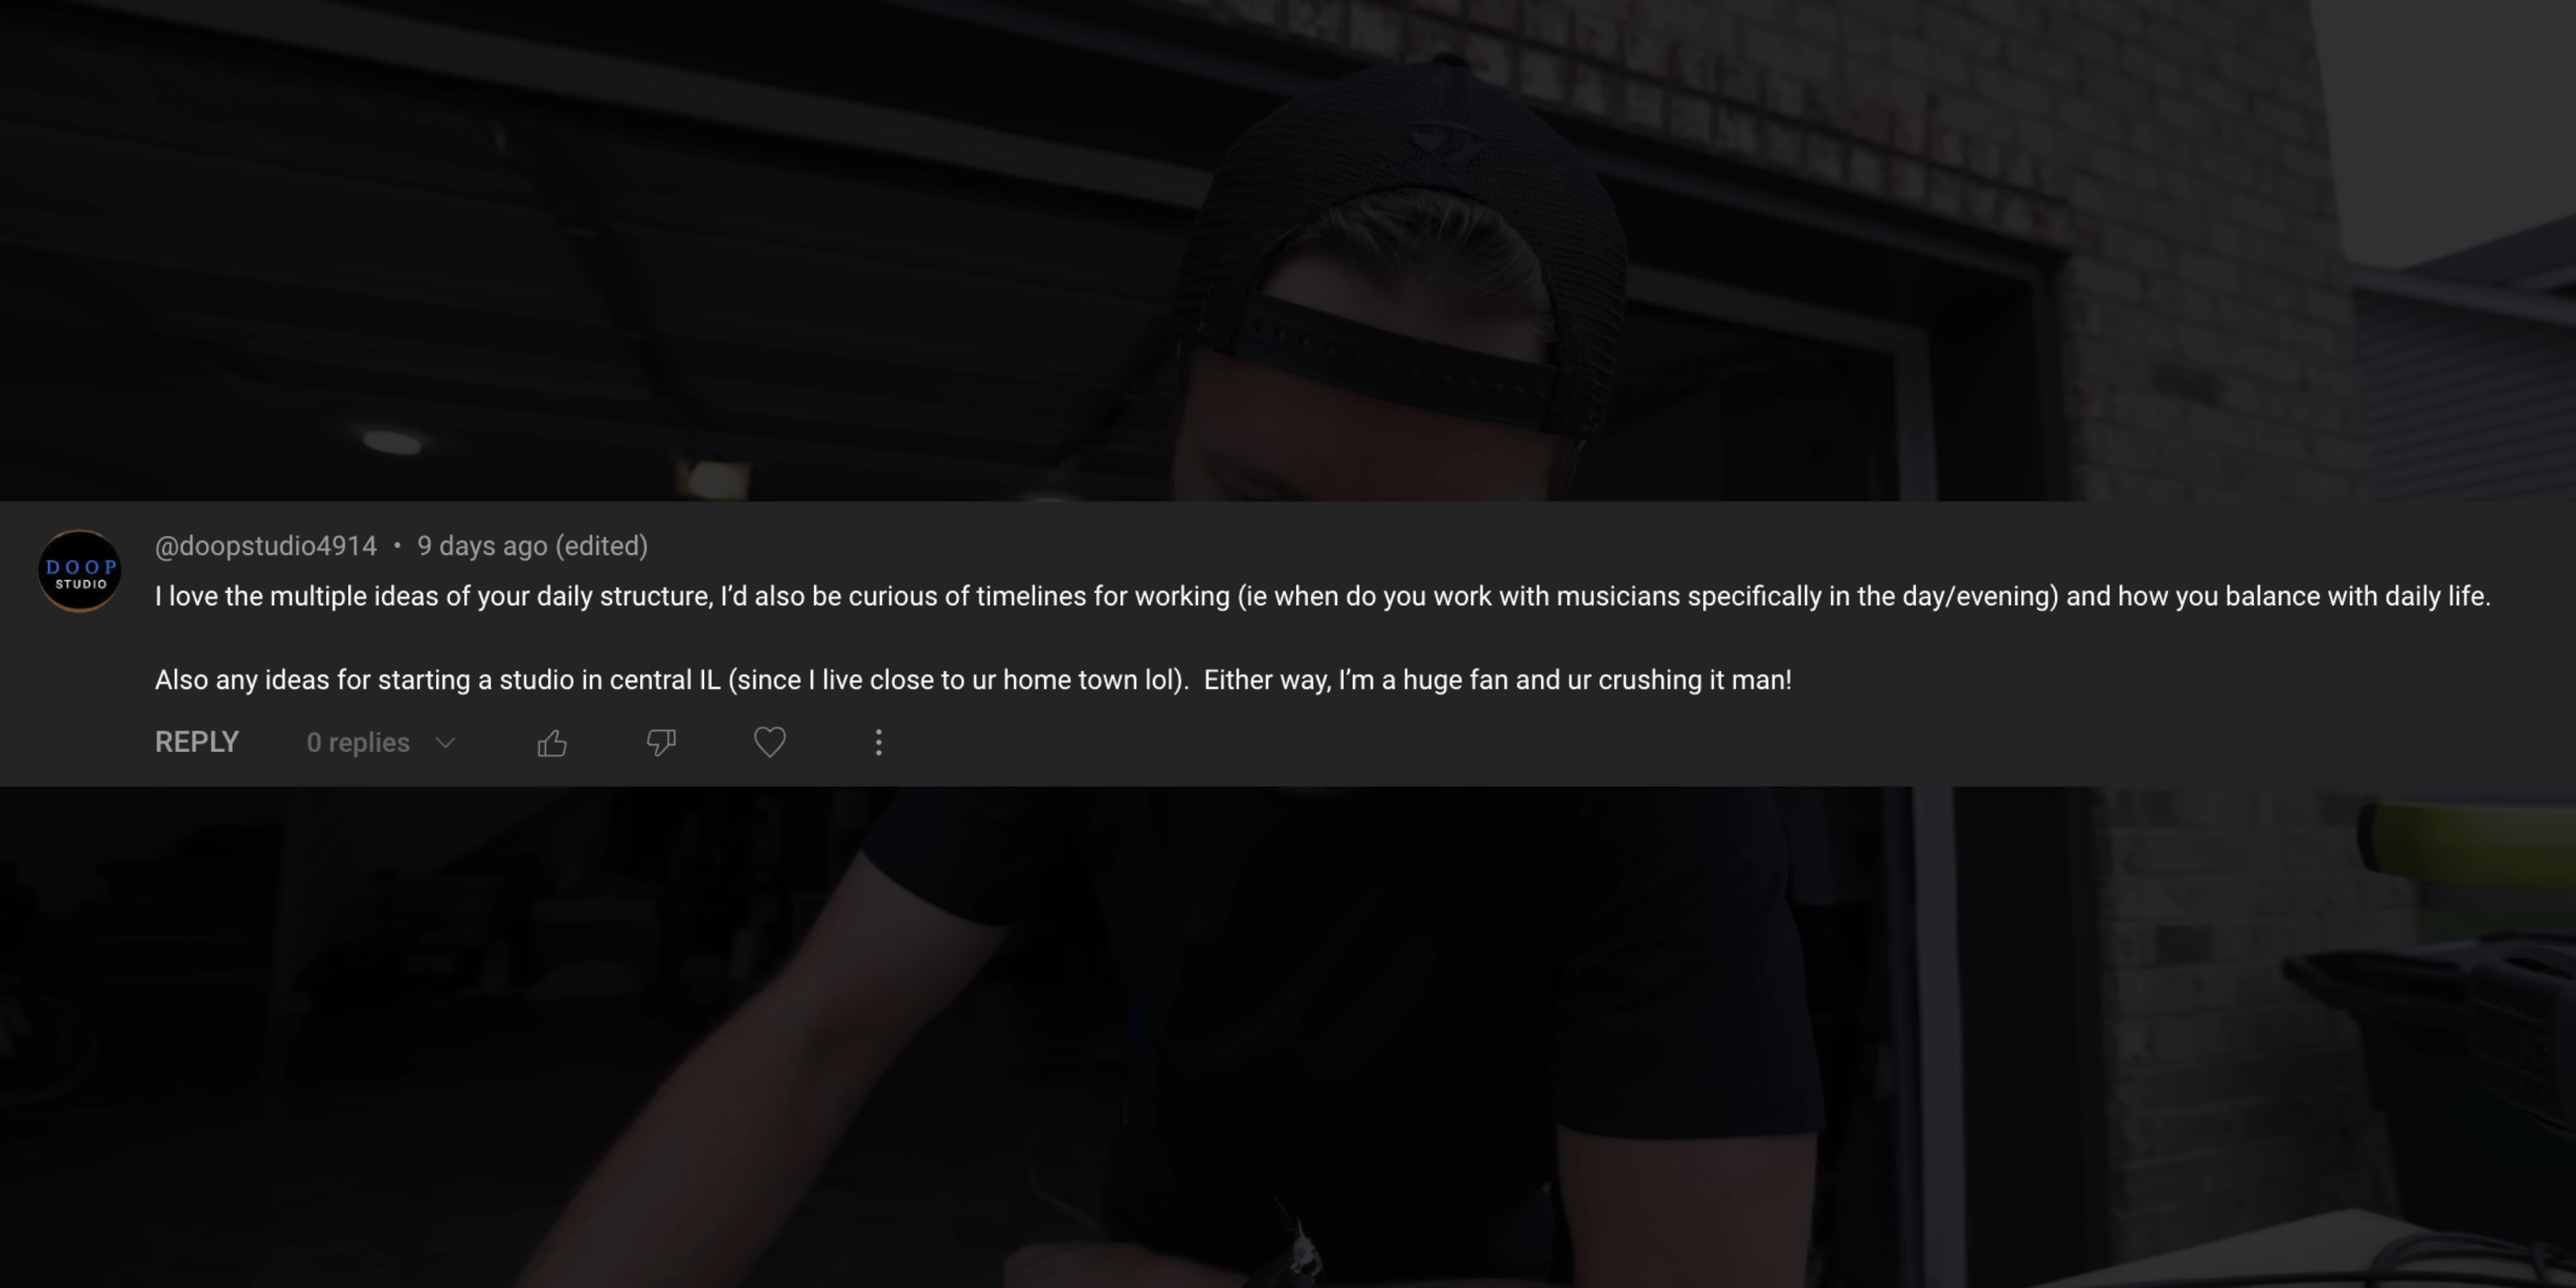 DOOP
STUDIO
@doopstudio4914 • 9 days ago (edited)
I love the multiple ideas of your daily structure, I’d also be curious of timelines for working (ie when do you work with musicians specifically in the day/evening) and how you balance with daily life.
Also any ideas for starting a studio in central IL (since I live close to ur home town lol).  Either way, I’m a huge fan and ur crushing it man!
REPLY 0 replies